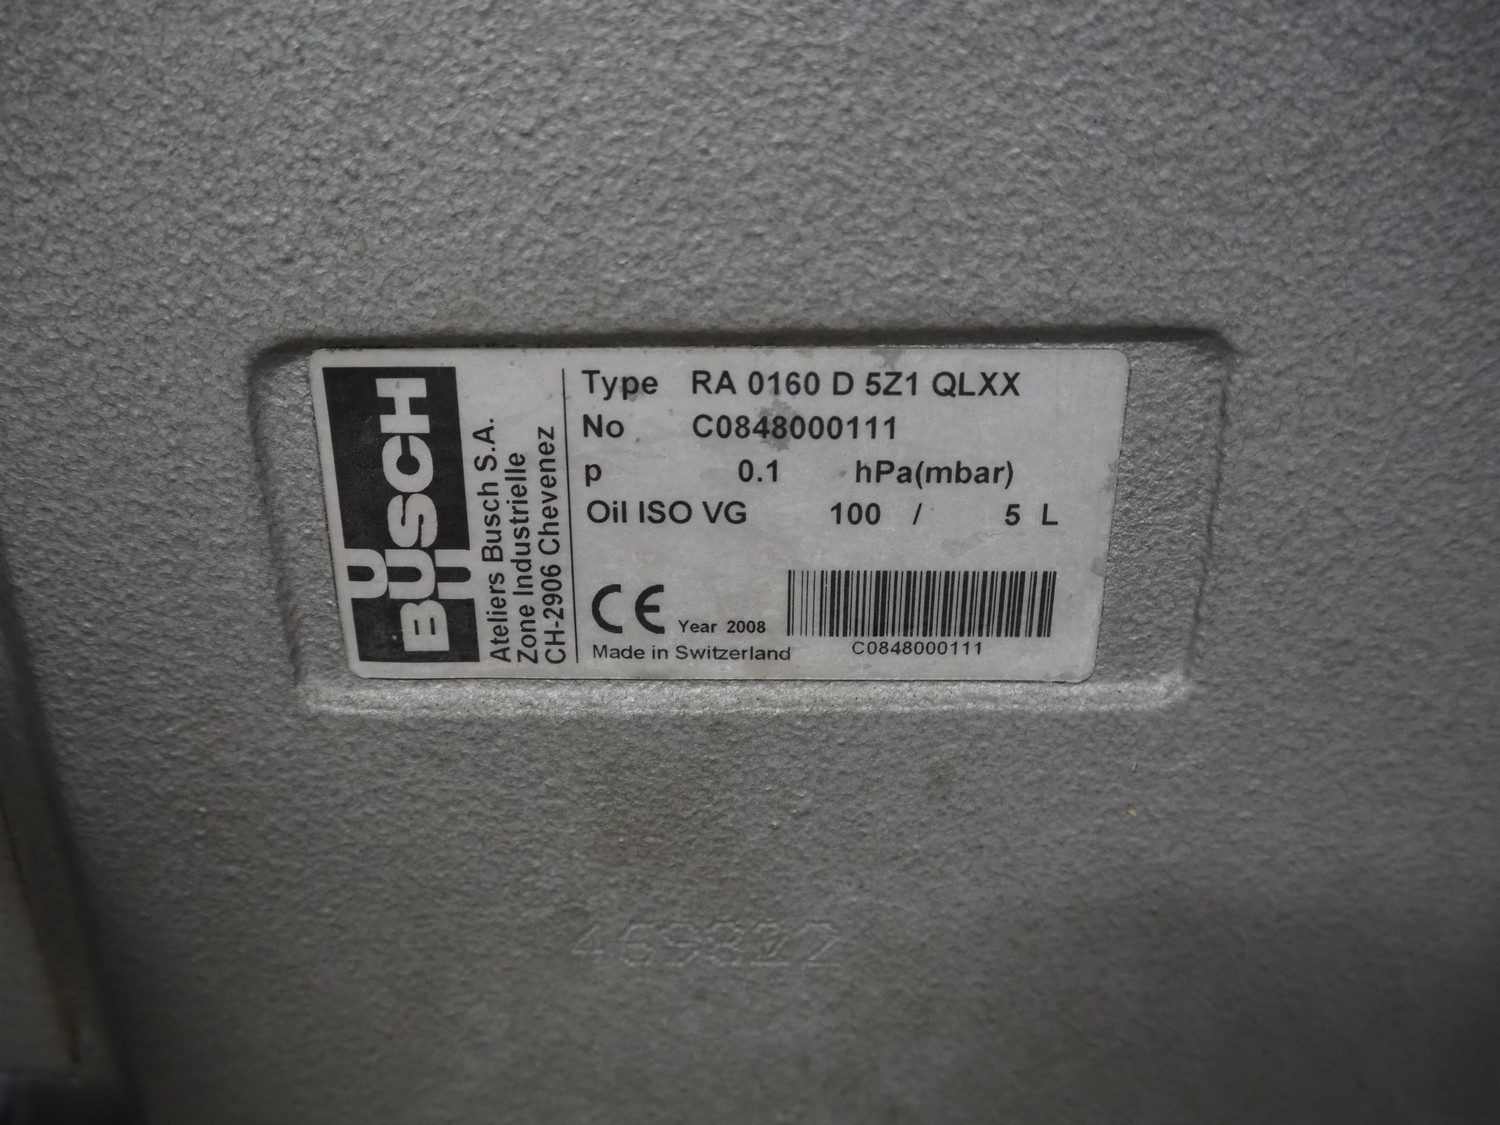 BUSCH
Ateliers Busch S.A.
Zone Industrielle
CH-2906 Chevenez
Type RA 0160 D 5Z1 QLXX
No C0848000111
p 0.1 hPa(mbar)
Oil ISO VG 100 / 5 L
CE Year 2008
Made in Switzerland
C0848000111